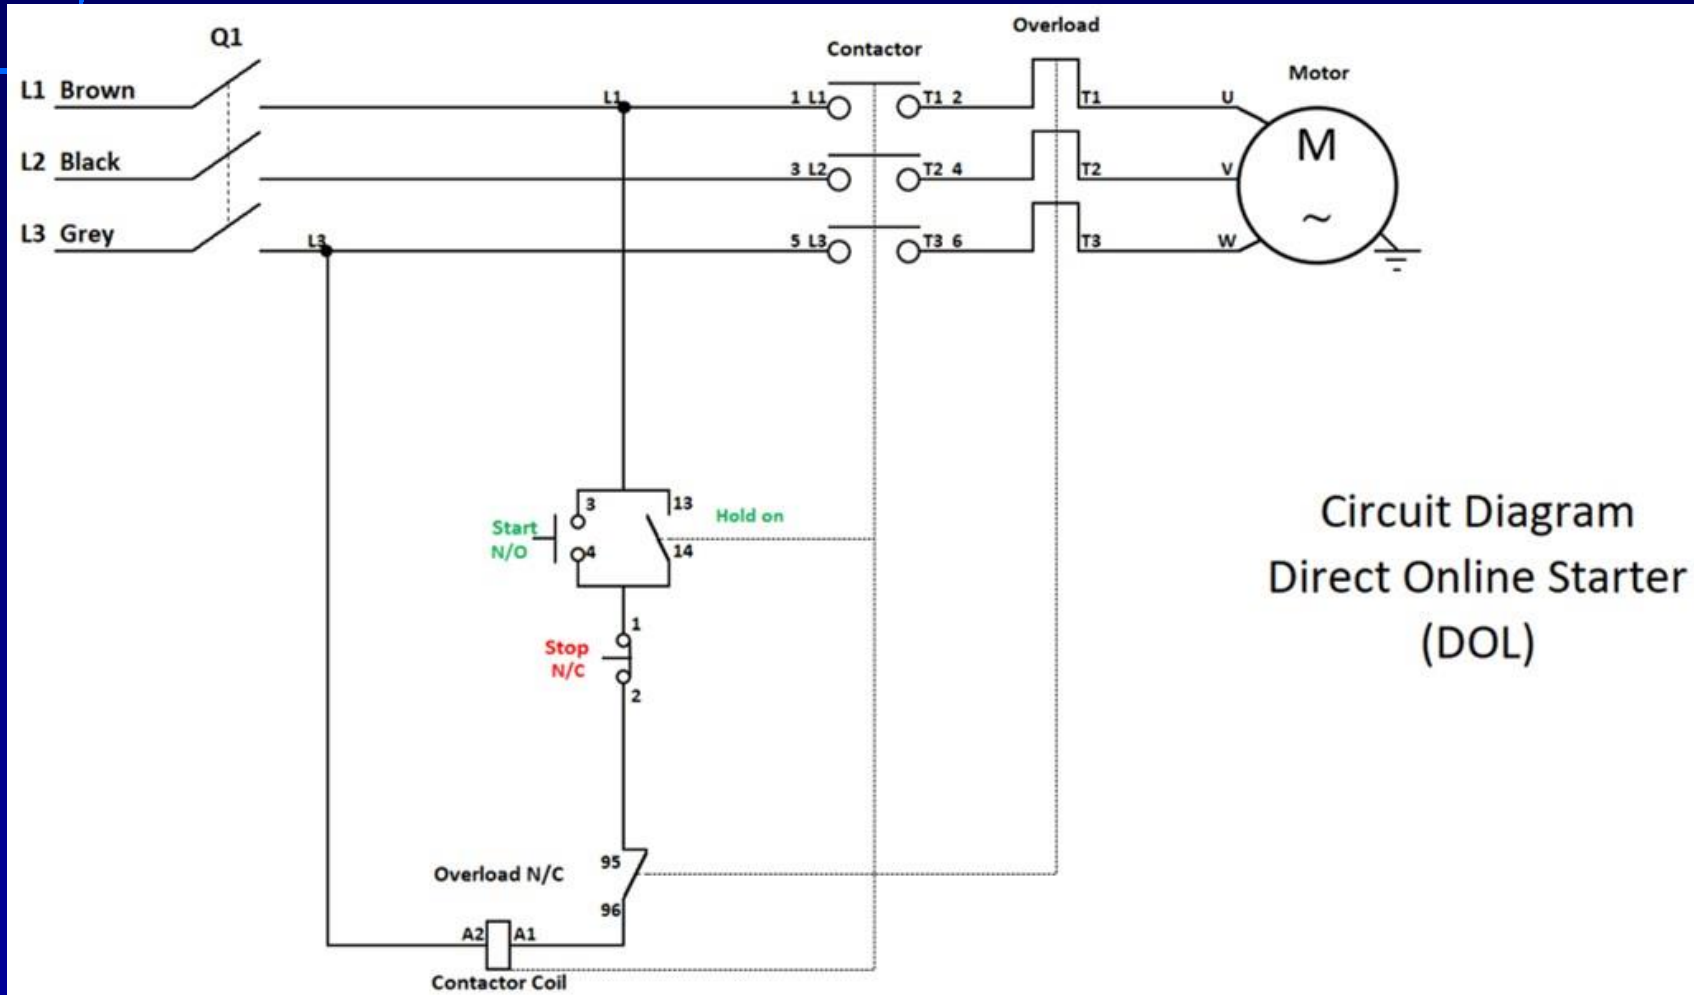 Q1
Contactor
Overload
Motor
L1 Brown
L1
1 L1
T1 2
T1
U
M
~
L2 Black
3 L2
T2 4
T2
V
L3 Grey
L3
5 L3
T3 6
T3
W
3
13
Start
N/O
Hold on
4
14
Circuit Diagram
Direct Online Starter
(DOL)
1
Stop
N/C
2
95
Overload N/C
96
A2
A1
Contactor Coil